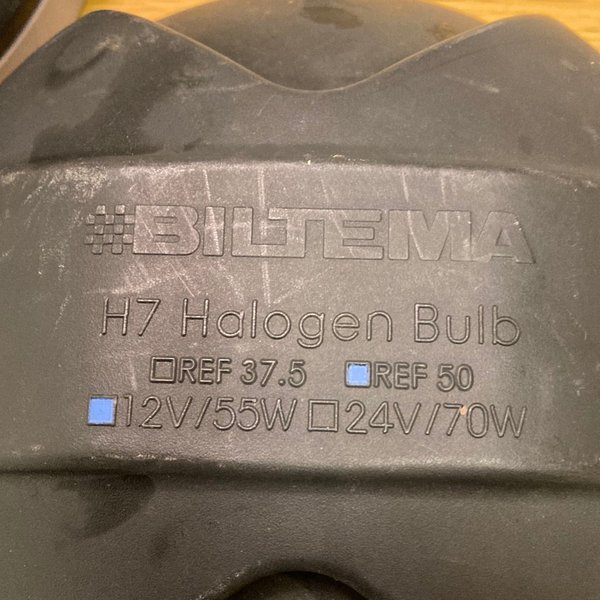 BILTEMA
H7 Halogen Bulb
REF 37.5 REF 50
12V/55W 24V/70W